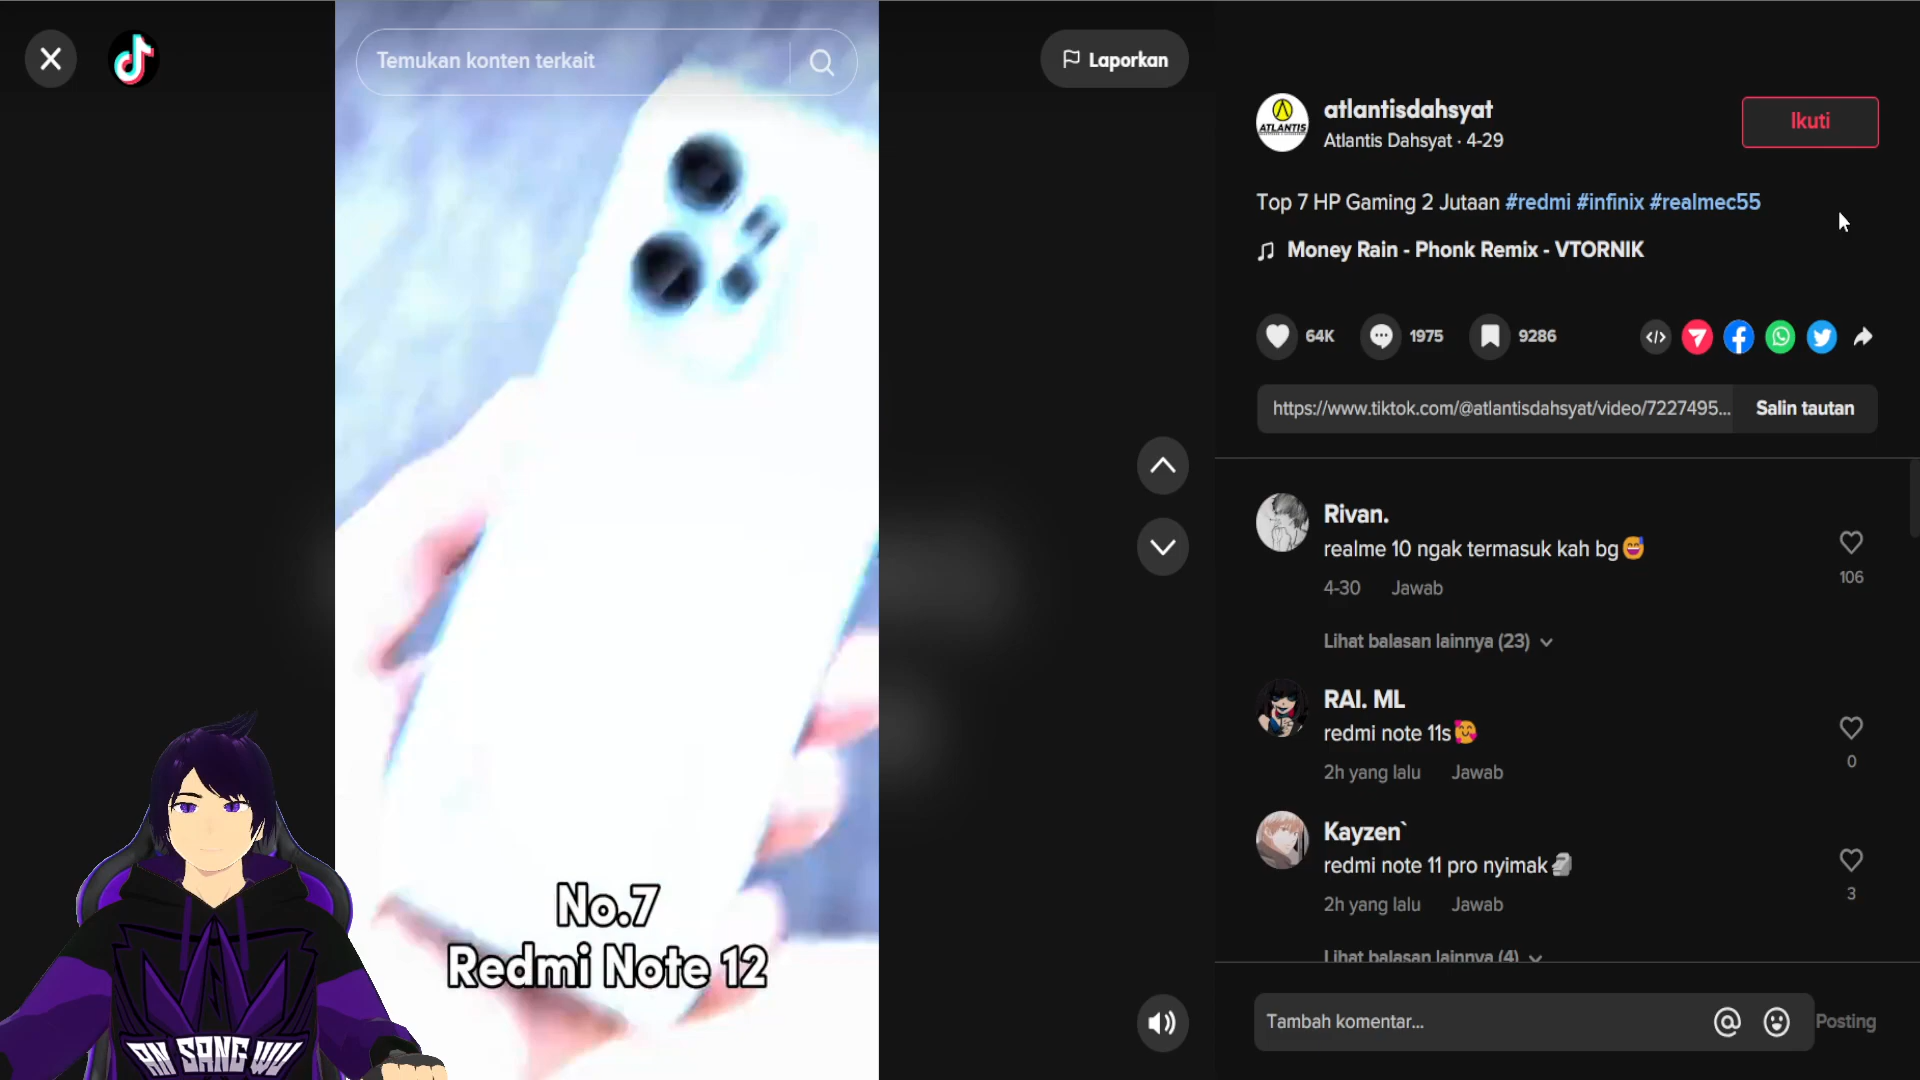 Temukan konten terkait
Laporkan
ATLANTIS
atlantisdahsyat
Atlantis Dahsyat · 4-29
Ikuti
Top 7 HP Gaming 2 Jutaan #redmi #infinix #realmec55
Money Rain - Phonk Remix - VTORNIK
64K
1975
9286
https://www.tiktok.com/@atlantisdahsyat/video/7227495...
Salin tautan
Rivan.
realme 10 ngak termasuk kah bg😅
106
4-30 Jawab
Lihat balasan lainnya (23)
RAI. ML
redmi note 11s🥰
0
2h yang lalu Jawab
Kayzen`
redmi note 11 pro nyimak🗿
3
2h yang lalu Jawab
Lihat balasan lainnya (4)
Tambah komentar...
Posting
No.7
Redmi Note 12
AN SANG WU